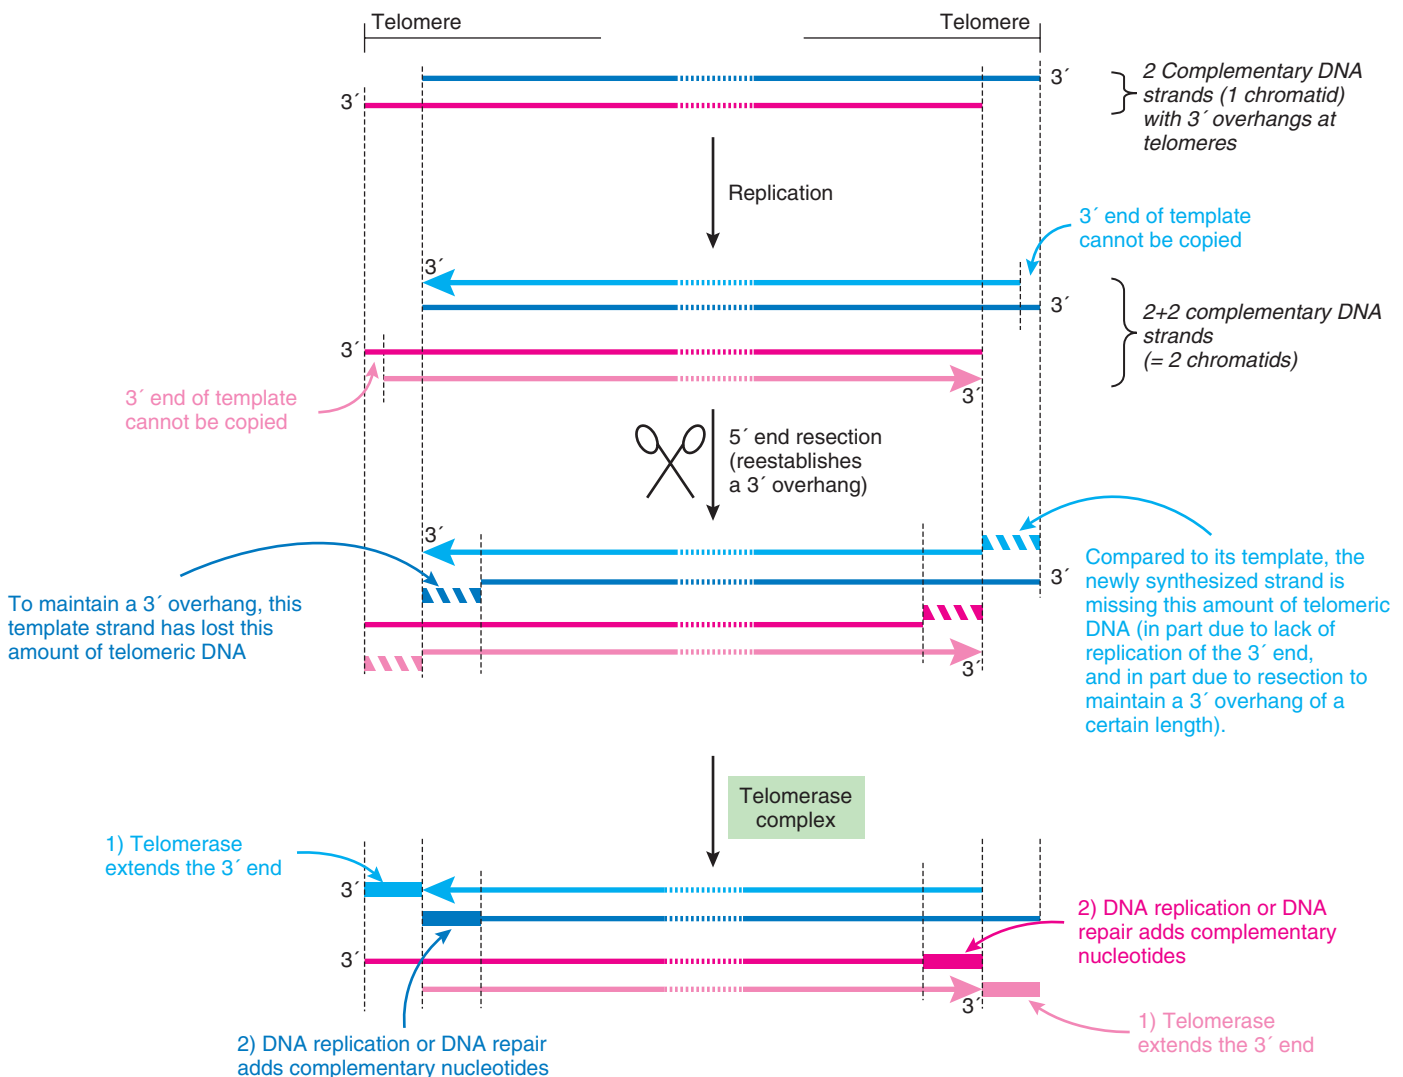 Telomere
Telomere
3´
3´
2 Complementary DNA
strands (1 chromatid)
with 3´ overhangs at
telomeres
Replication
3´ end of template
cannot be copied
3´
3´
2+2 complementary DNA
strands
(= 2 chromatids)
3´
3´
3´ end of template
cannot be copied
5´ end resection
(reestablishes
a 3´ overhang)
3´
3´
To maintain a 3´ overhang, this
template strand has lost this
amount of telomeric DNA
Compared to its template, the
newly synthesized strand is
missing this amount of telomeric
DNA (in part due to lack of
replication of the 3´ end,
and in part due to resection to
maintain a 3´ overhang of a
certain length).
3´
Telomerase
complex
1) Telomerase
extends the 3´ end
3´
2) DNA replication or DNA
repair adds complementary
nucleotides
3´
3´
1) Telomerase
extends the 3´ end
2) DNA replication or DNA repair
adds complementary nucleotides